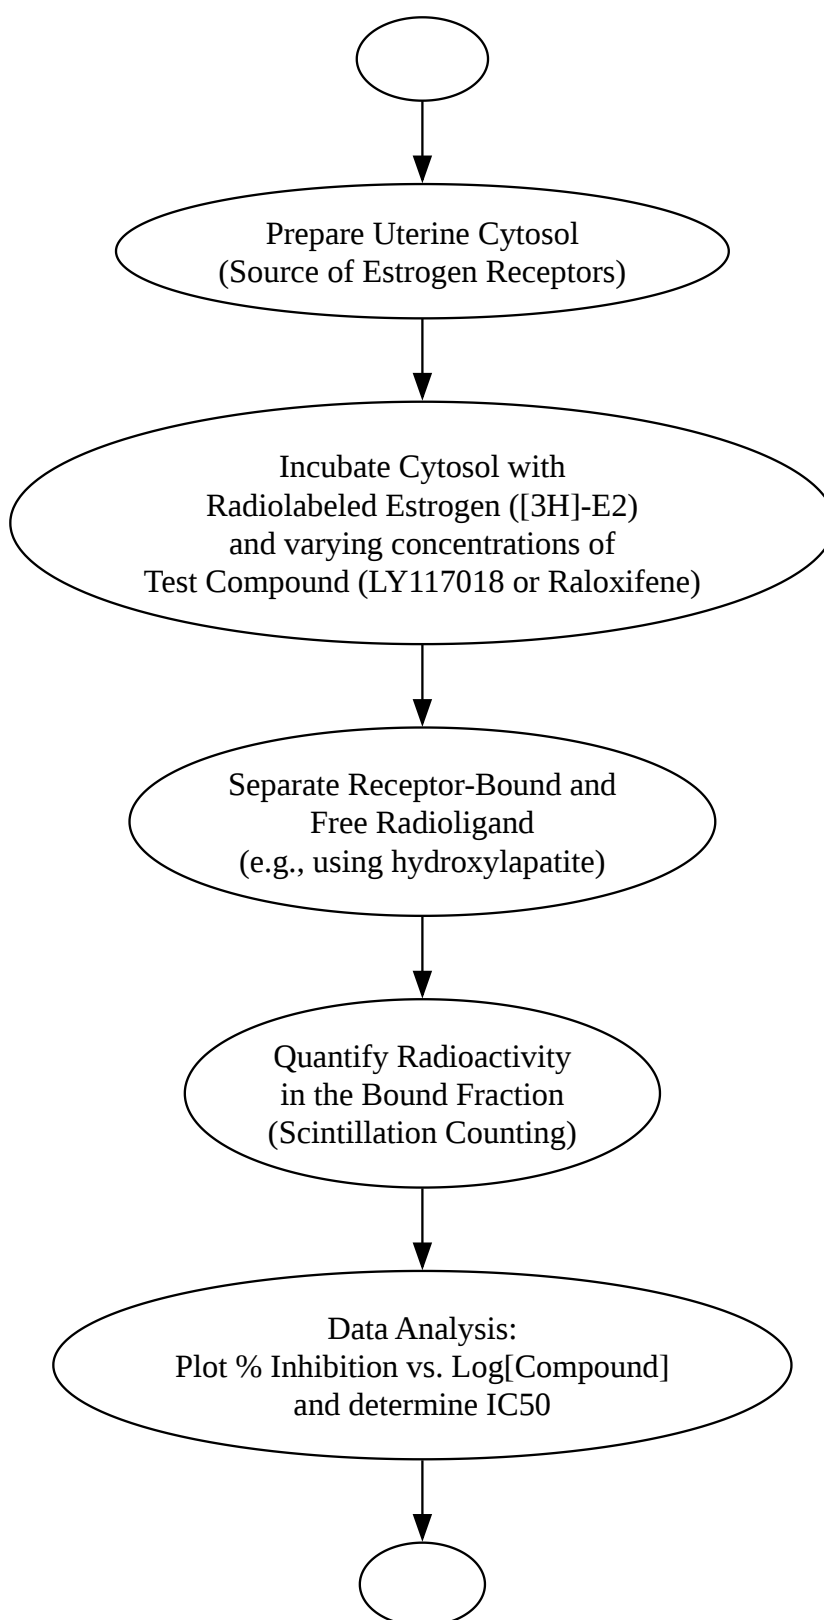 Prepare Uterine Cytosol
(Source of Estrogen Receptors)
Incubate Cytosol with
Radiolabeled Estrogen ([3H]-E2)
and varying concentrations of
Test Compound (LY117018 or Raloxifene)
Separate Receptor-Bound and
Free Radioligand
(e.g., using hydroxylapatite)
Quantify Radioactivity
in the Bound Fraction
(Scintillation Counting)
Data Analysis:
Plot % Inhibition vs. Log[Compound]
and determine IC50